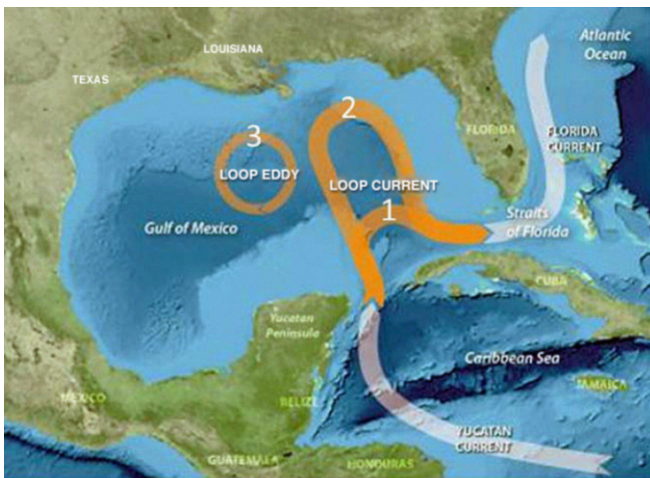 Atlantic
Ocean
LOUISIANA
TEXAS
2
3
FLORIDA
FLORIDA
CURRENT
LOOP EDDY
LOOP CURRENT
1
Gulf of Mexico
Straits
of Florida
CUBA
Yucatan
Peninsula
Caribbean Sea
JAMAICA
MEXICO
BELIZE
YUCATAN
CURRENT
GUATEMALA
HONDURAS